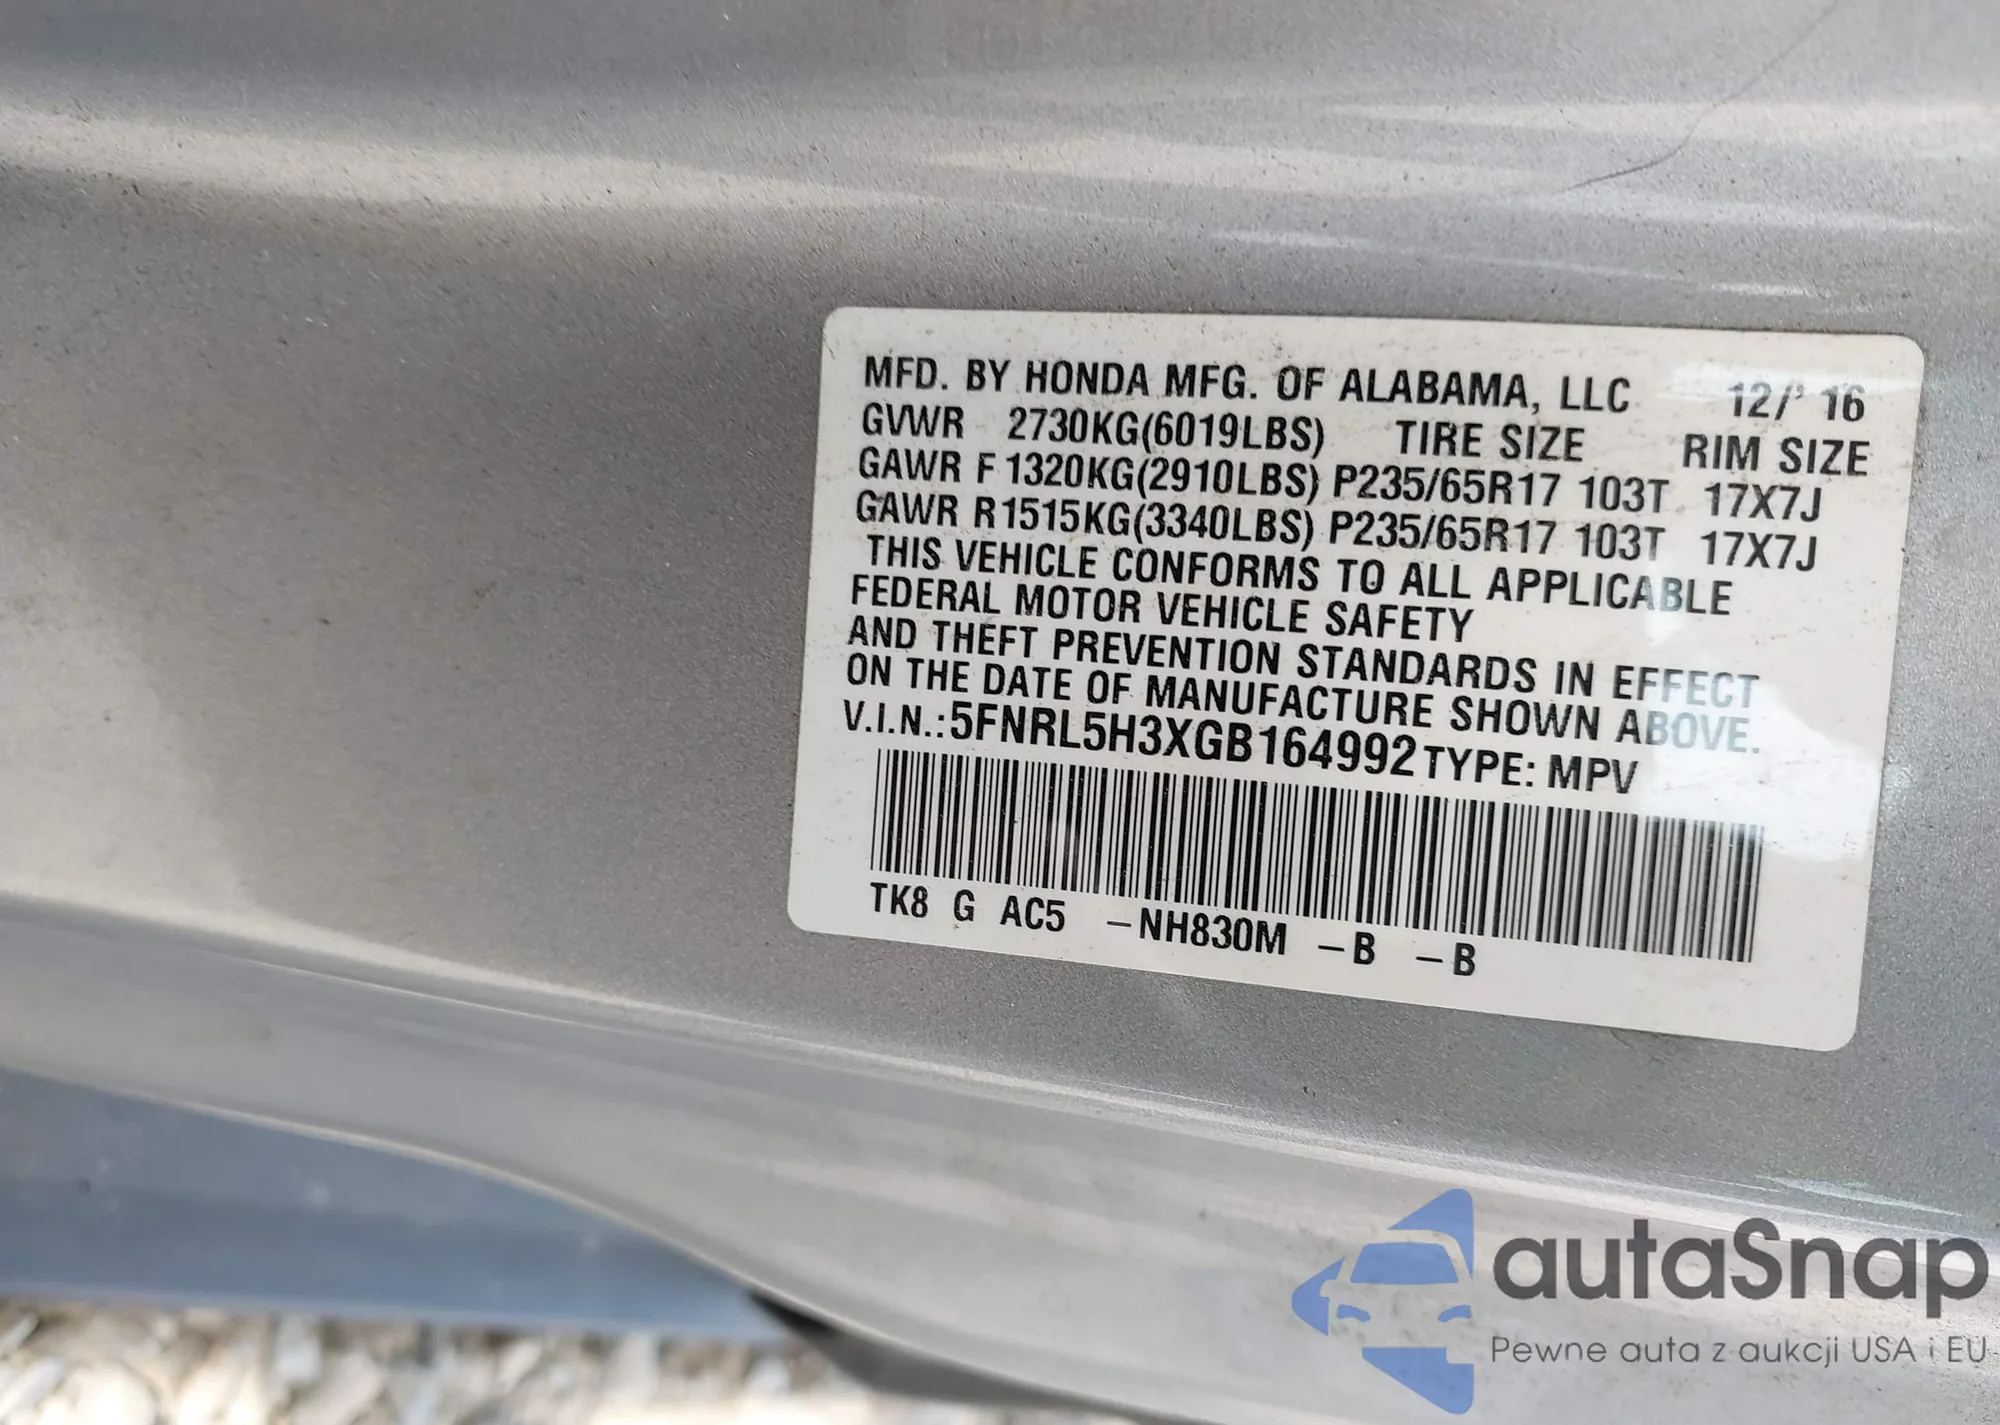 MFD. BY HONDA MFG. OF ALABAMA, LLC 12/' 16
GVWR 2730KG(6019LBS) TIRE SIZE RIM SIZE
GAWR F 1320KG(2910LBS) P235/65R17 103T 17X7J
GAWR R 1515KG(3340LBS) P235/65R17 103T 17X7J
THIS VEHICLE CONFORMS TO ALL APPLICABLE
FEDERAL MOTOR VEHICLE SAFETY
AND THEFT PREVENTION STANDARDS IN EFFECT
ON THE DATE OF MANUFACTURE SHOWN ABOVE.
V.I.N.:5FNRL5H3XGB164992 TYPE: MPV
TK8 G AC5 -NH830M -B -B
autaSnap
Pewne auta z aukcji USA i EU